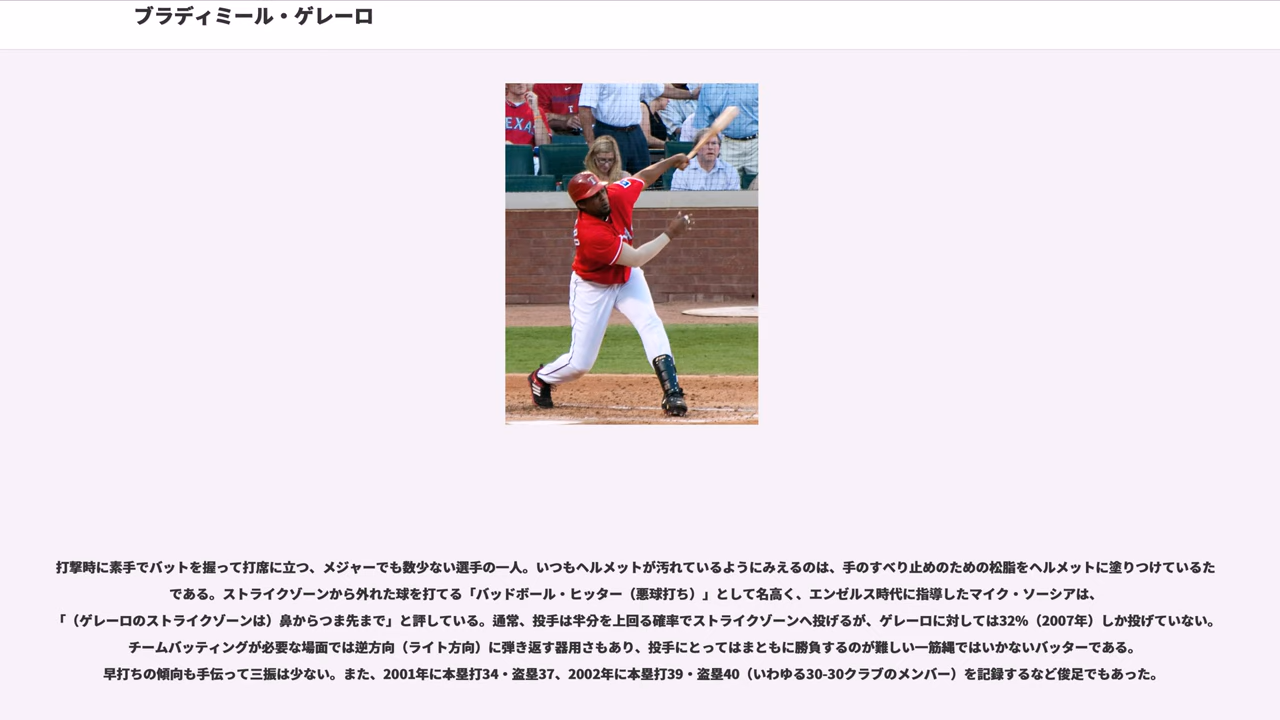 ブラディミール・ゲレーロ
TEXA
T
打撃時に素手でバットを握って打席に立つ、メジャーでも数少ない選手の一人。いつもヘルメットが汚れているようにみえるのは、手のすべり止めのための松脂をヘルメットに塗りつけているた
である。ストライクゾーンから外れた球を打てる「バッドボール・ヒッター（悪球打ち）」として名高く、エンゼルス時代に指導したマイク・ソーシアは、
「（ゲレーロのストライクゾーンは）鼻からつま先まで」と評している。通常、投手は半分を上回る確率でストライクゾーンへ投げるが、ゲレーロに対しては32%（2007年）しか投げていない。
チームバッティングが必要な場面では逆方向（ライト方向）に弾き返す器用さもあり、投手にとってはまともに勝負するのが難しい一筋縄ではいかないバッターである。
早打ちの傾向も手伝って三振は少ない。また、2001年に本塁打34・盗塁37、2002年に本塁打39・盗塁40（いわゆる30-30クラブのメンバー）を記録するなど俊足でもあった。